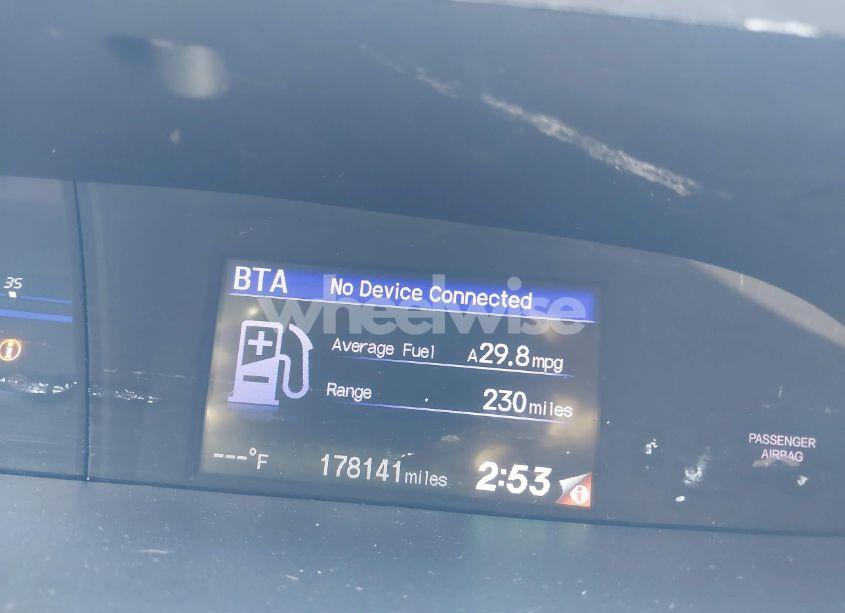 35
BTA No Device Connected
wheelwise
Average Fuel A29.8mpg
Range 230miles
---°F 178141miles 2:53
PASSENGER
AIRBAG